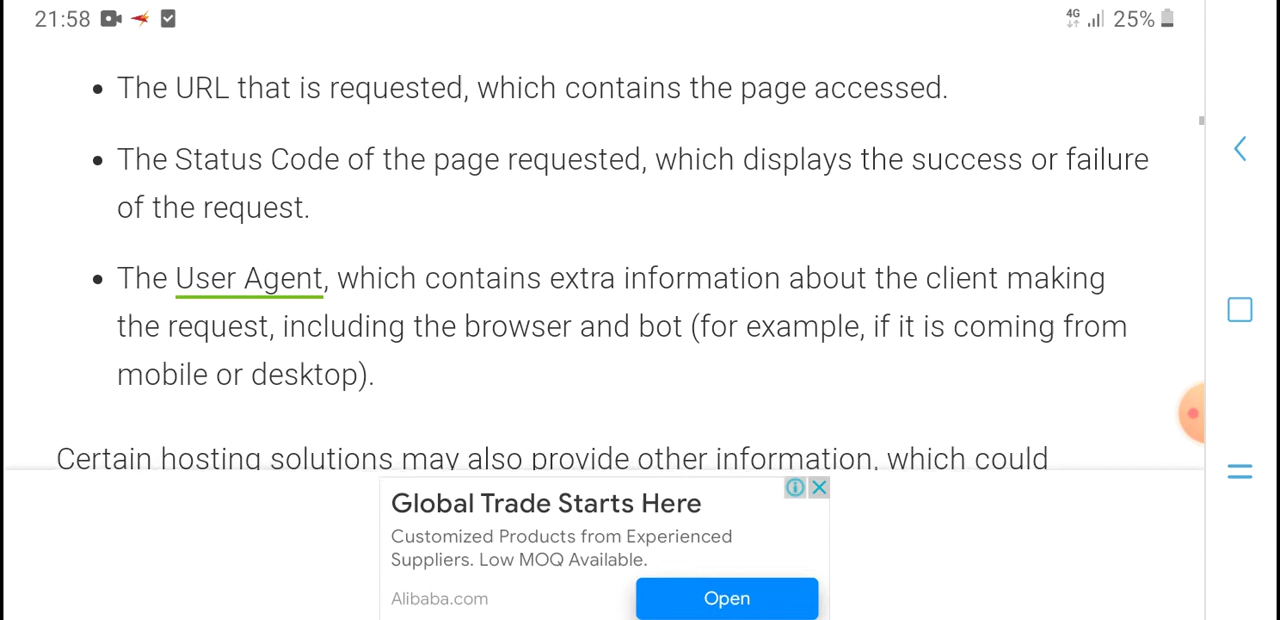 21:58
4G
25%
• The URL that is requested, which contains the page accessed.
• The Status Code of the page requested, which displays the success or failure
of the request.
• The User Agent, which contains extra information about the client making
the request, including the browser and bot (for example, if it is coming from
mobile or desktop).
Certain hosting solutions may also provide other information, which could
Global Trade Starts Here
Customized Products from Experienced
Suppliers. Low MOQ Available.
Alibaba.com
Open